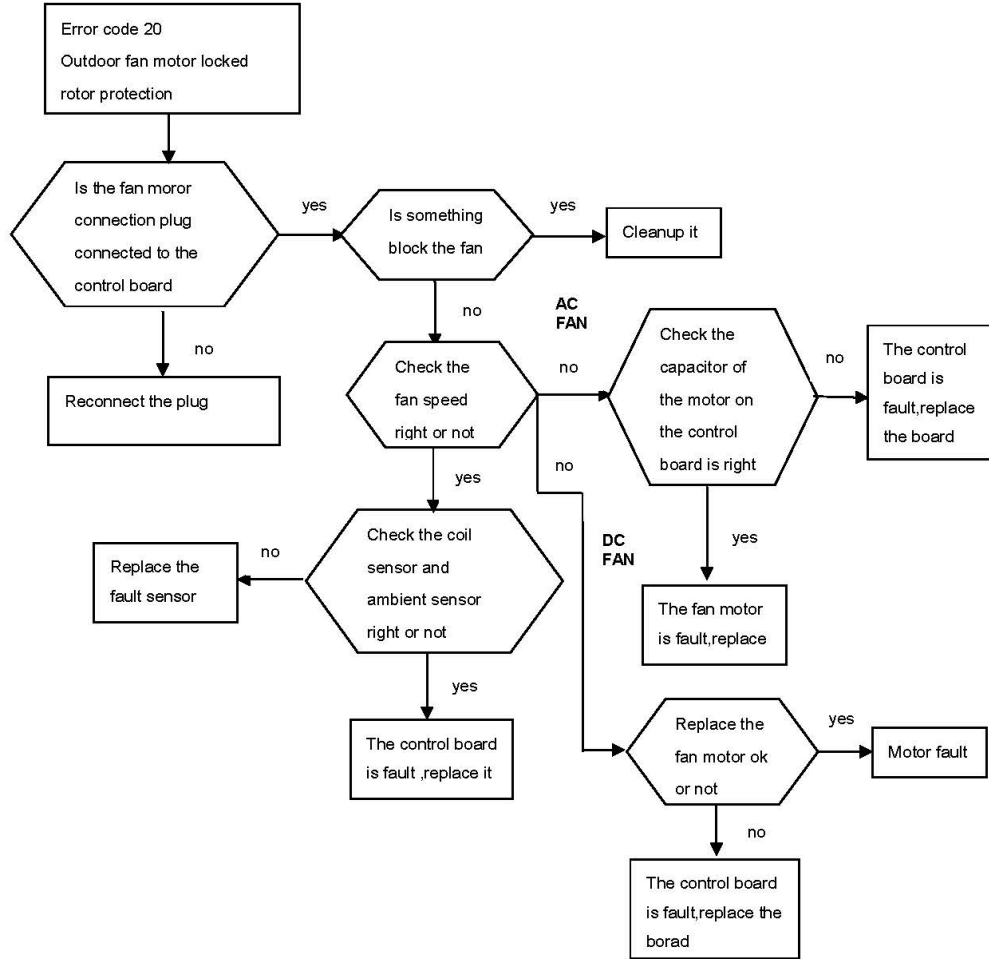 Error code 20
Outdoor fan motor locked
rotor protection
Is the fan moror
connection plug
connected to the
control board
yes
Is something
block the fan
yes
Cleanup it
no
Reconnect the plug
no
AC
FAN
Check the
fan speed
right or not
no
Check the
capacitor of
the motor on
the control
board is right
no
The control
board is
fault,replace
the board
yes
The fan motor
is fault,replace
yes
no
DC
FAN
Check the coil
sensor and
ambient sensor
right or not
no
Replace the
fault sensor
yes
The control board
is fault ,replace it
Replace the
fan motor ok
or not
yes
Motor fault
no
The control board
is fault,replace the
borad